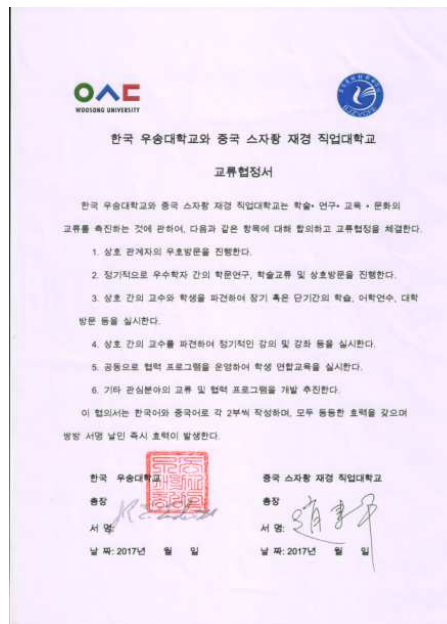 WOOSONG UNIVERSITY
한국 우송대학교와 중국 스자좡 재경 직업대학교
교류협정서
한국 우송대학교와 중국 스자좡 재경 직업대학교는 학술· 연구· 교육 · 문화의
교류를 촉진하는 것에 관하여, 다음과 같은 항목에 대해 합의하고 교류협정을 체결한다.
1. 상호 관계자의 우호방문을 진행한다.
2. 정기적으로 우수학자 간의 학문연구, 학술교류 및 상호방문을 진행한다.
3. 상호 간의 교수와 학생을 파견하여 장기 혹은 단기간의 학습, 어학연수, 대학
방문 등을 실시한다.
4. 상호 간의 교수를 파견하여 정기적인 강의 및 강좌 등을 실시한다.
5. 공동으로 협력 프로그램을 운영하여 학생 연합교육을 실시한다.
6. 기타 관심분야의 교류 및 협력 프로그램을 개발 추진한다.
이 협의서는 한국어와 중국어로 각 2부씩 작성하며, 모두 동등한 효력을 갖으며
쌍방 서명 날인 즉시 효력이 발생한다.
한국 우송대학교
총장
서 명:
날 짜: 2017년 월 일
중국 스자좡 재경 직업대학교
총장
서 명:
날 짜: 2017년 월 일